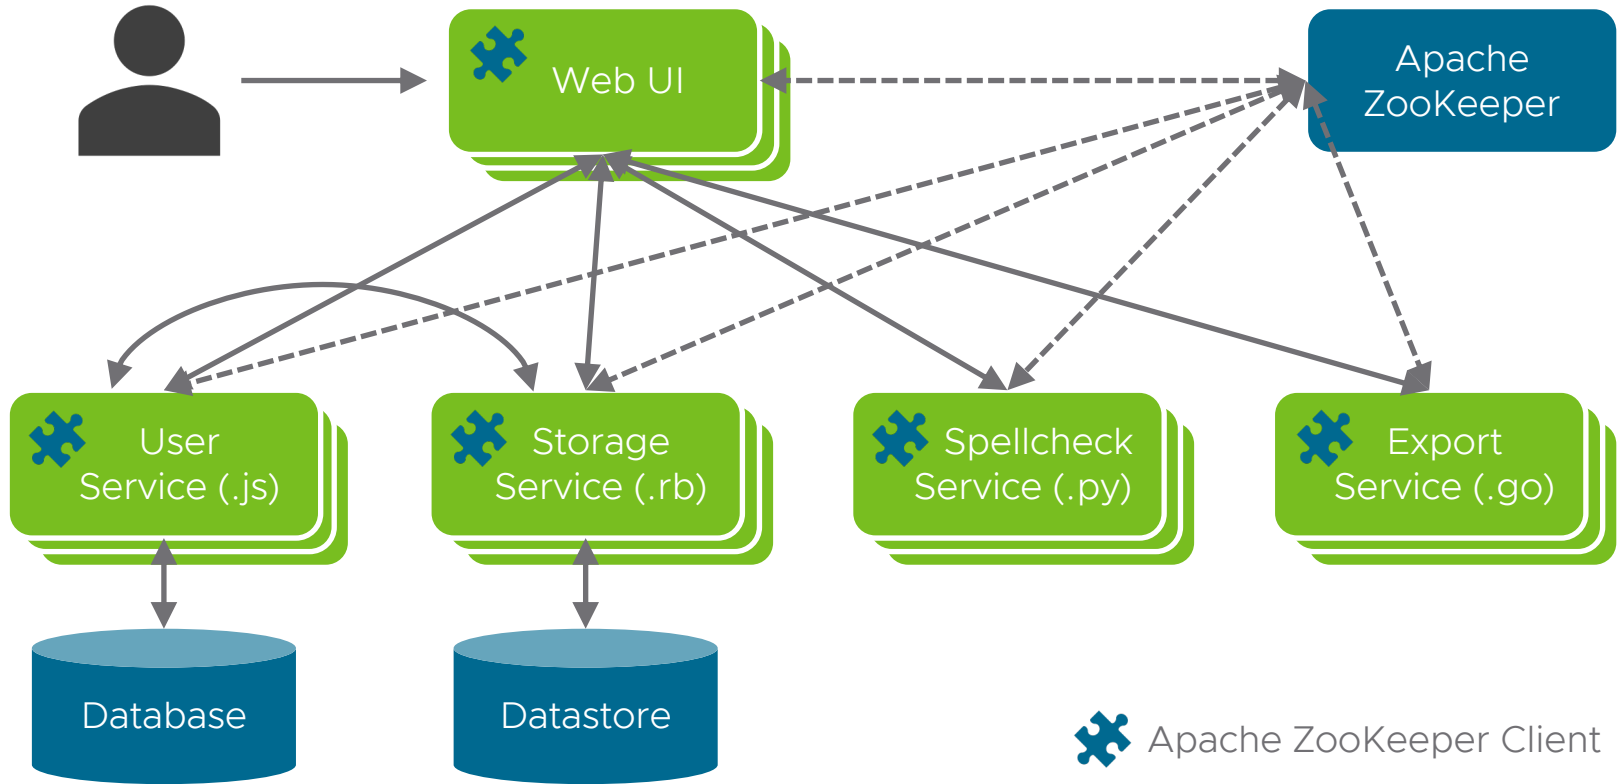 Web UI
Apache
ZooKeeper
User
Service (.js)
Storage
Service (.rb)
Spellcheck
Service (.py)
Export
Service (.go)
Database
Datastore
Apache ZooKeeper Client